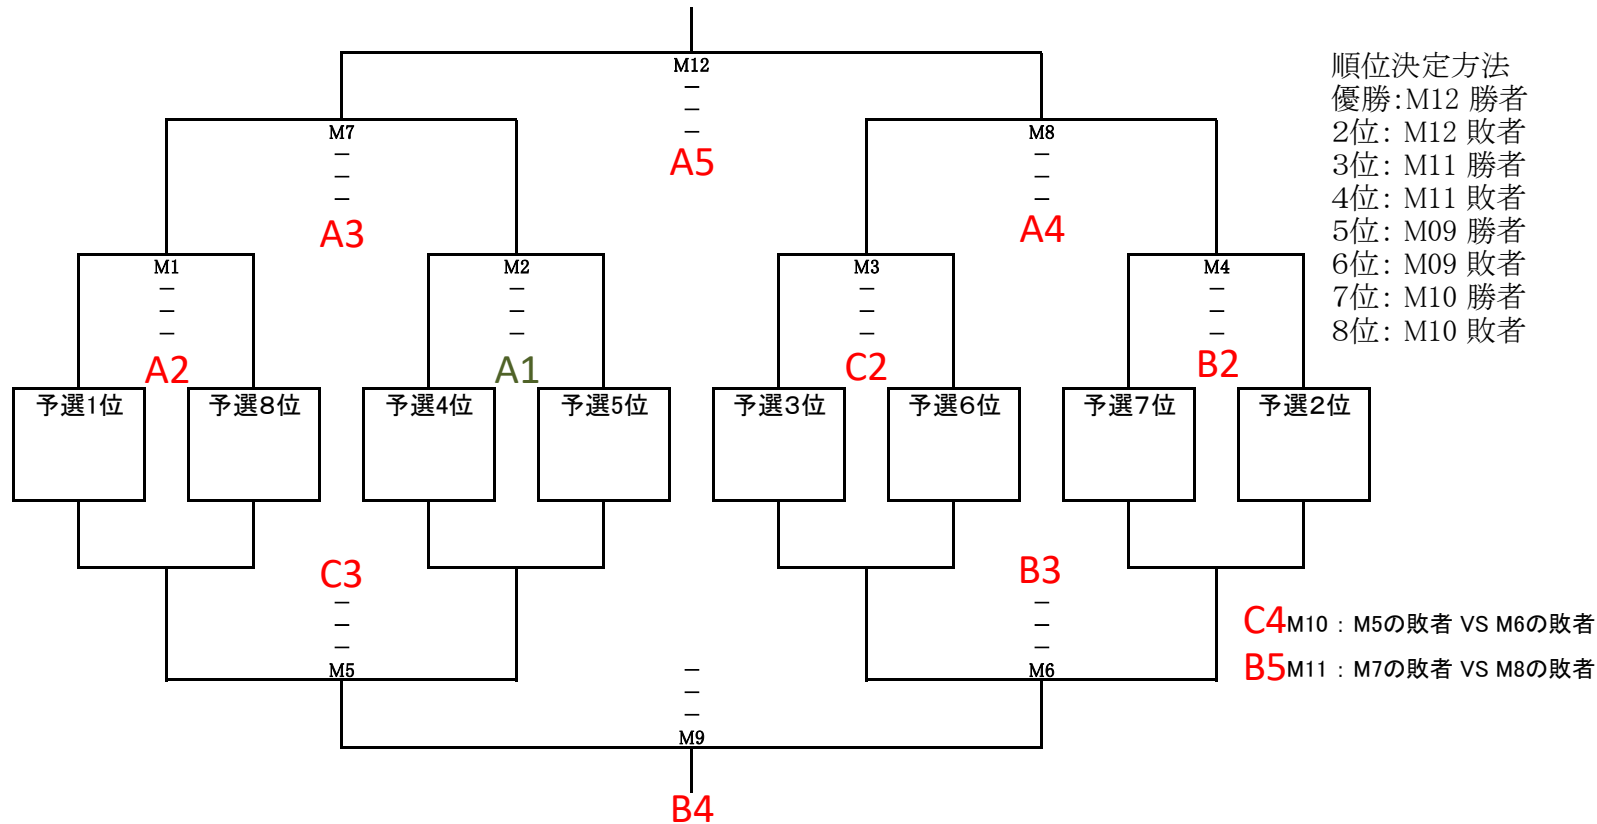 M12
－
－
－
A5
M7
－
－
－
A3
M8
－
－
－
A4
M1
－
－
－
A2
M2
－
－
－
A1
M3
－
－
－
C2
M4
－
－
－
B2
予選1位
予選8位
予選4位
予選5位
予選3位
予選6位
予選7位
予選2位
C3
－
－
－
M5
B3
－
－
－
M6
－
－
－
M9
B4
順位決定方法
優勝:M12 勝者
2位: M12 敗者
3位: M11 勝者
4位: M11 敗者
5位: M09 勝者
6位: M09 敗者
7位: M10 勝者
8位: M10 敗者
C4 M10 : M5の敗者 VS M6の敗者
B5 M11 : M7の敗者 VS M8の敗者